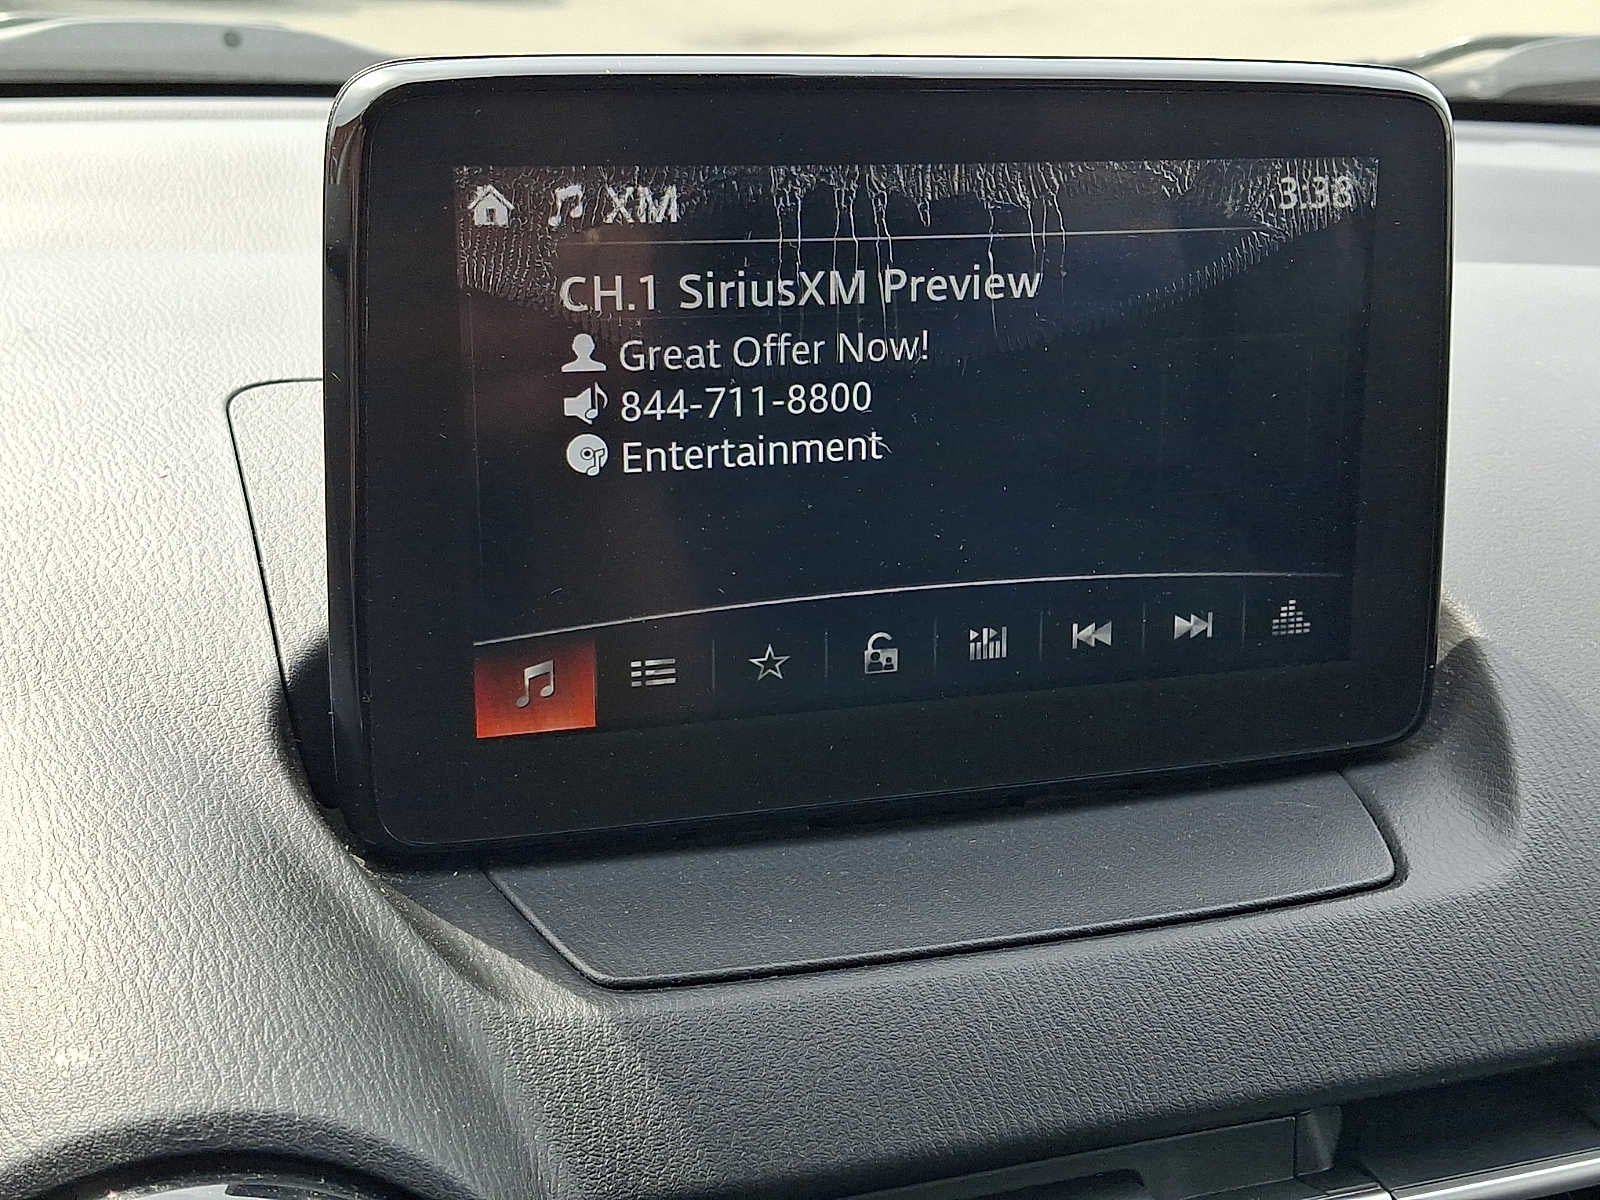 XM 3:38
CH.1 SiriusXM Preview
Great Offer Now!
844-711-8800
Entertainment